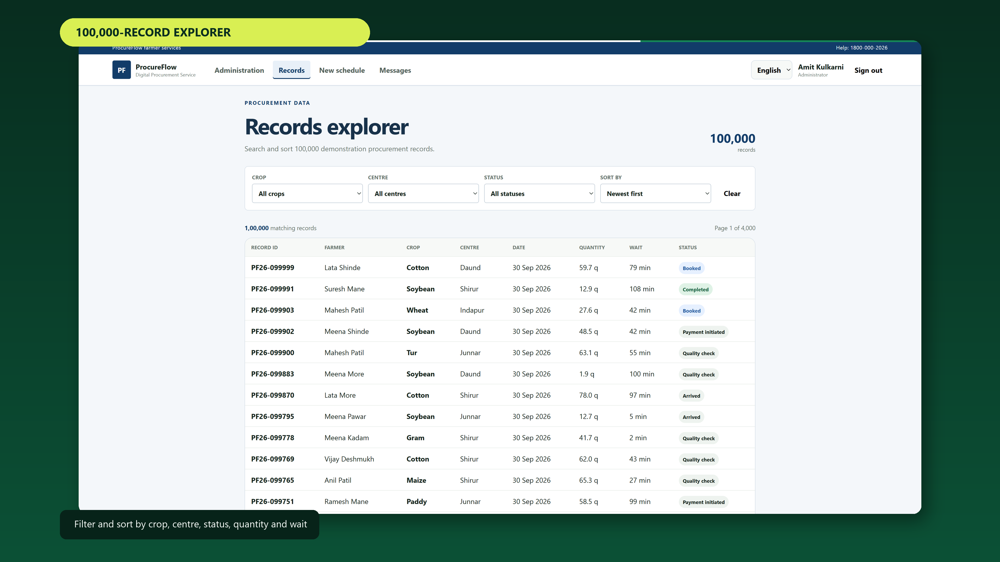 100,000-RECORD EXPLORER
ProcureFlow farmer services
Help: 1800-000-2026
PF
ProcureFlow
Digital Procurement Service
Administration
Records
New schedule
Messages
English
Amit Kulkarni
Administrator
Sign out
PROCUREMENT DATA
Records explorer
Search and sort 100,000 demonstration procurement records.
100,000
records
CROP CENTRE STATUS SORT BY
All crops All centres All statuses Newest first Clear
1,00,000 matching records
Page 1 of 4,000
RECORD ID FARMER CROP CENTRE DATE QUANTITY WAIT STATUS
PF26-099999 Lata Shinde Cotton Daund 30 Sep 2026 59.7 q 79 min Booked
PF26-099991 Suresh Mane Soybean Shirur 30 Sep 2026 12.9 q 108 min Completed
PF26-099903 Mahesh Patil Wheat Indapur 30 Sep 2026 27.6 q 42 min Booked
PF26-099902 Meena Shinde Soybean Daund 30 Sep 2026 48.5 q 42 min Payment initiated
PF26-099900 Mahesh Patil Tur Junnar 30 Sep 2026 63.1 q 55 min Quality check
PF26-099883 Meena More Soybean Daund 30 Sep 2026 1.9 q 100 min Quality check
PF26-099870 Lata More Cotton Shirur 30 Sep 2026 78.0 q 97 min Arrived
PF26-099795 Meena Pawar Soybean Junnar 30 Sep 2026 12.7 q 5 min Arrived
PF26-099778 Meena Kadam Gram Shirur 30 Sep 2026 41.7 q 2 min Quality check
PF26-099769 Vijay Deshmukh Cotton Shirur 30 Sep 2026 62.0 q 43 min Quality check
PF26-099765 Anil Patil Maize Shirur 30 Sep 2026 65.3 q 27 min Quality check
PF26-099751 Ramesh Mane Paddy Junnar 30 Sep 2026 58.5 q 99 min Payment initiated
Filter and sort by crop, centre, status, quantity and wait